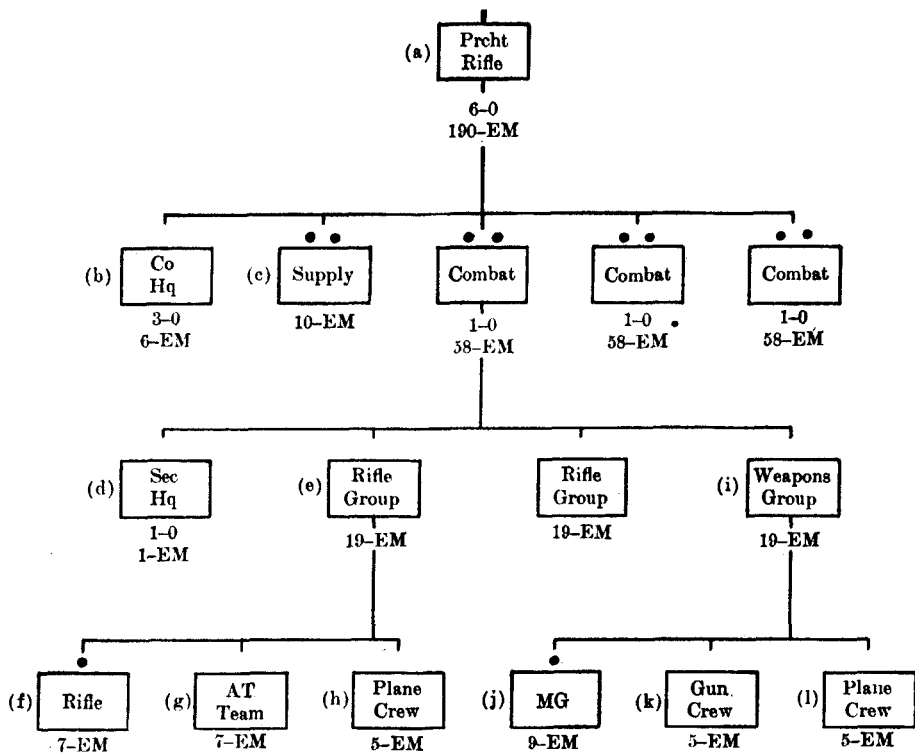 (a)
Prcht
Rifle
6-0
190-EM
(b)
Co
Hq
3-0
6-EM
(c)
Supply
10-EM
Combat
1-0
58-EM
Combat
1-0
58-EM
Combat
1-0
58-EM
(d)
Sec
Hq
1-0
1-EM
(e)
Rifle
Group
19-EM
Rifle
Group
19-EM
(i)
Weapons
Group
19-EM
(f)
Rifle
7-EM
(g)
AT
Team
7-EM
(h)
Plane
Crew
5-EM
(j)
MG
9-EM
(k)
Gun
Crew
5-EM
(l)
Plane
Crew
5-EM